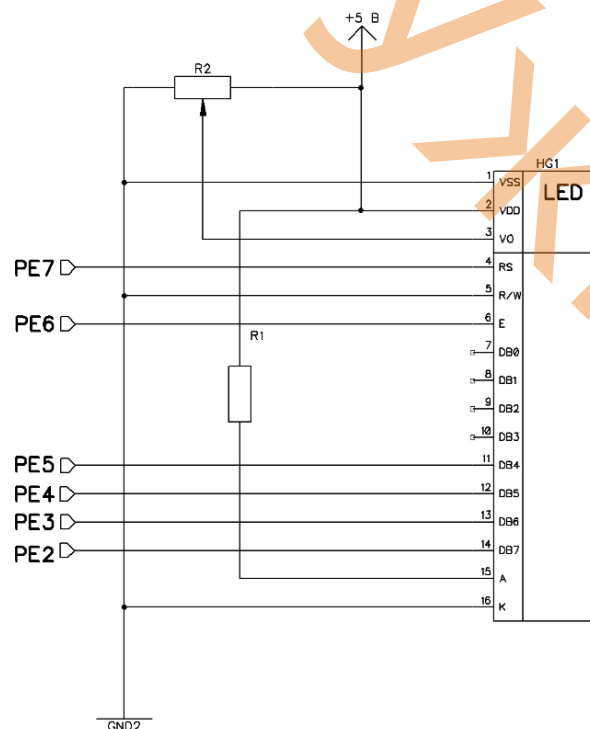 +5 В
R2
HG1
LED
1 VSS
2 VDD
3 VO
PE7 4 RS
5 R/W
PE6 6 E
R1
7 DB0
8 DB1
9 DB2
10 DB3
PE5 11 DB4
PE4 12 DB5
PE3 13 DB6
PE2 14 DB7
15 A
16 K
GND2